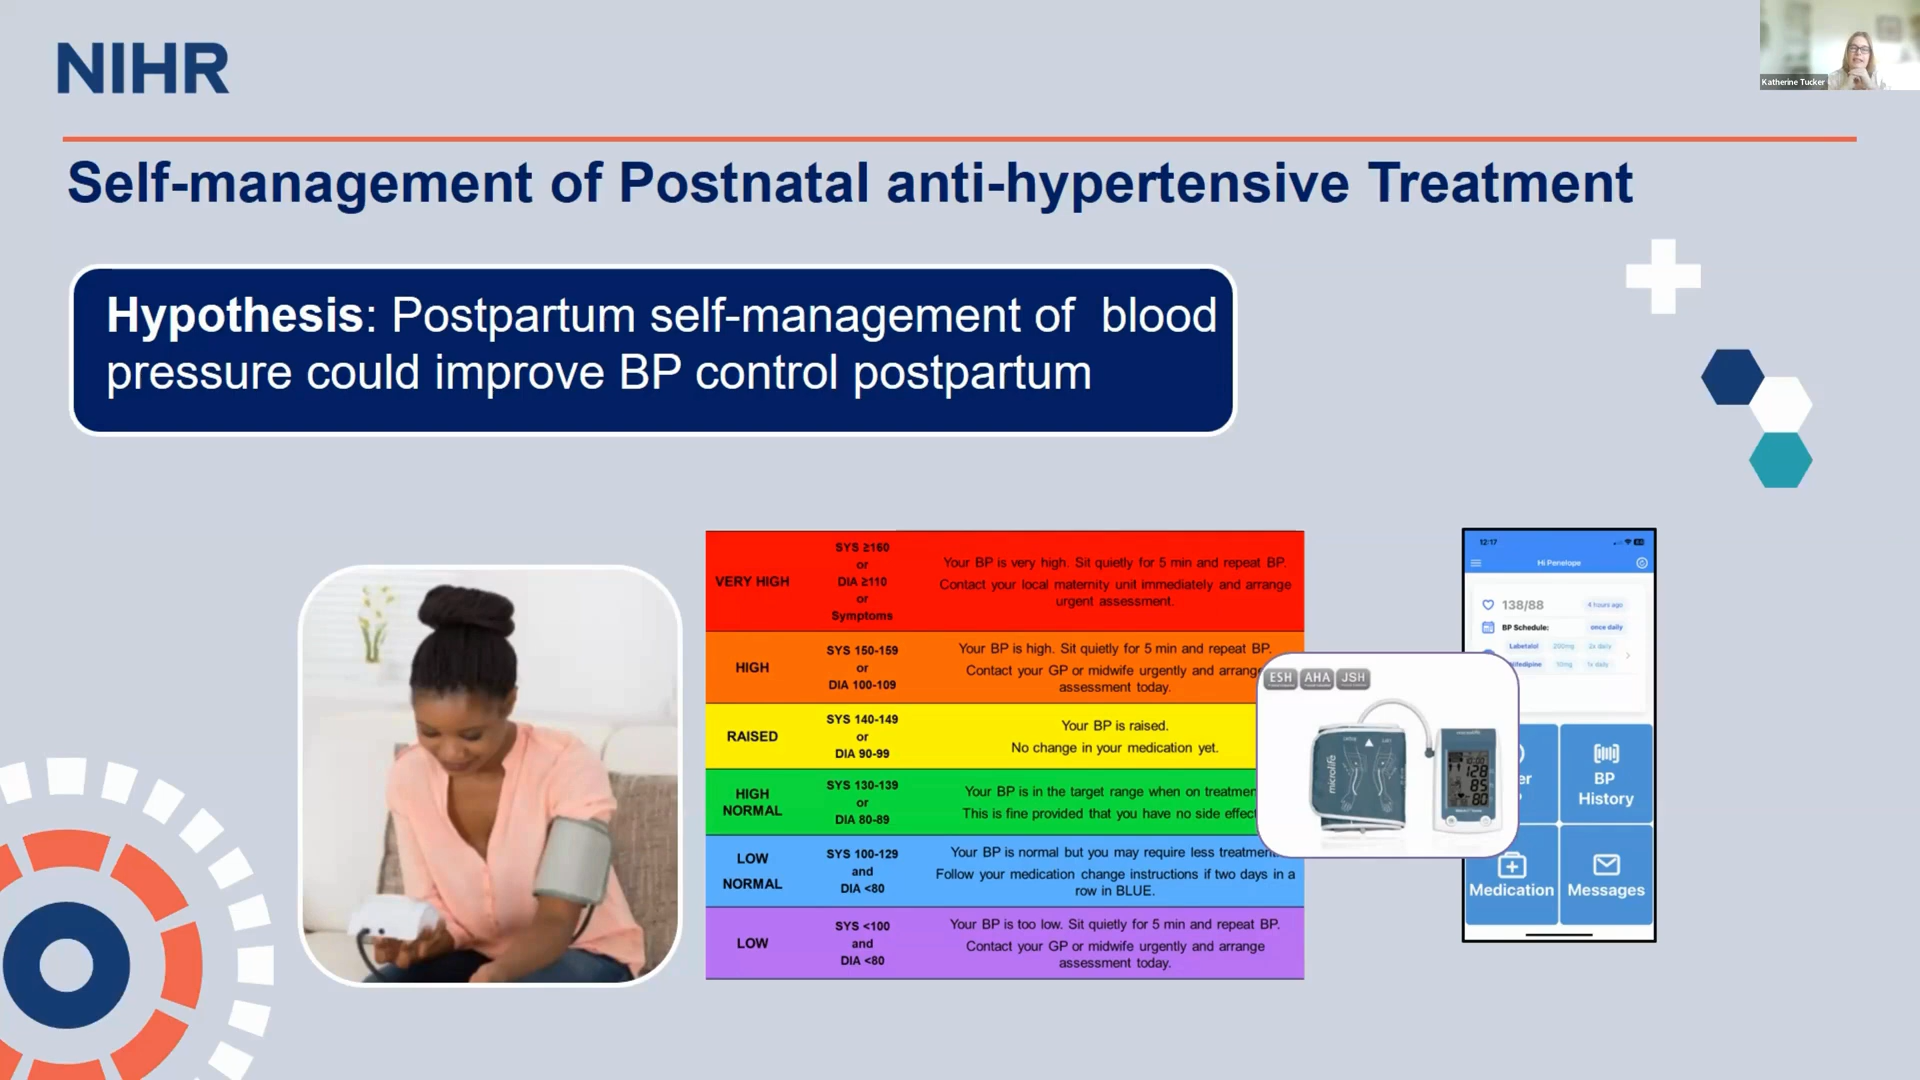 NIHR
Katherine Tucker
Self-management of Postnatal anti-hypertensive Treatment
Hypothesis: Postpartum self-management of blood
pressure could improve BP control postpartum
VERY HIGH
SYS ≥160
or
DIA ≥110
or
Symptoms
Your BP is very high. Sit quietly for 5 min and repeat BP.
Contact your local maternity unit immediately and arrange
urgent assessment.
HIGH
SYS 150-159
or
DIA 100-109
Your BP is high. Sit quietly for 5 min and repeat BP.
Contact your GP or midwife urgently and arrange
assessment today.
RAISED
SYS 140-149
or
DIA 90-99
Your BP is raised.
No change in your medication yet.
HIGH
NORMAL
SYS 130-139
or
DIA 80-89
Your BP is in the target range when on treatmen
This is fine provided that you have no side effect
LOW
NORMAL
SYS 100-129
and
DIA <80
Your BP is normal but you may require less treatment.
Follow your medication change instructions if two days in a
row in BLUE.
LOW
SYS <100
and
DIA <80
Your BP is too low. Sit quietly for 5 min and repeat BP.
Contact your GP or midwife urgently and arrange
assessment today.
ESH AHA JSH
microlife
128
85
80
12:17
Hi Penelope
138/88 4 hours ago
BP Schedule: once daily
Labetalol 200mg 2x daily
lifedipine 10mg 1x daily
er
BP
History
Medication
Messages